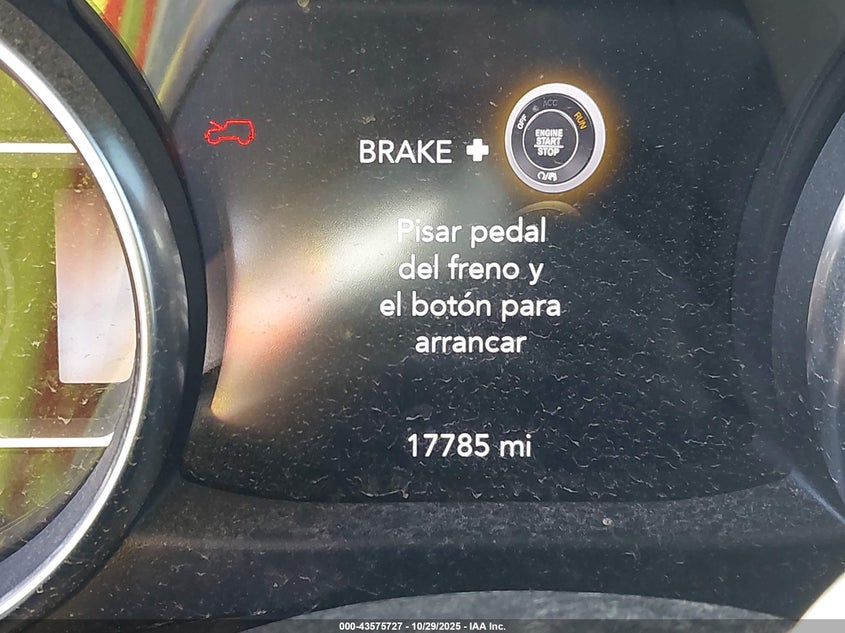 ACC
OFF
RUN
ENGINE
START
STOP
BRAKE +
Pisar pedal
del freno y
el botón para
arrancar
17785 mi
000-43575727 - 10/29/2025 - IAA Inc.